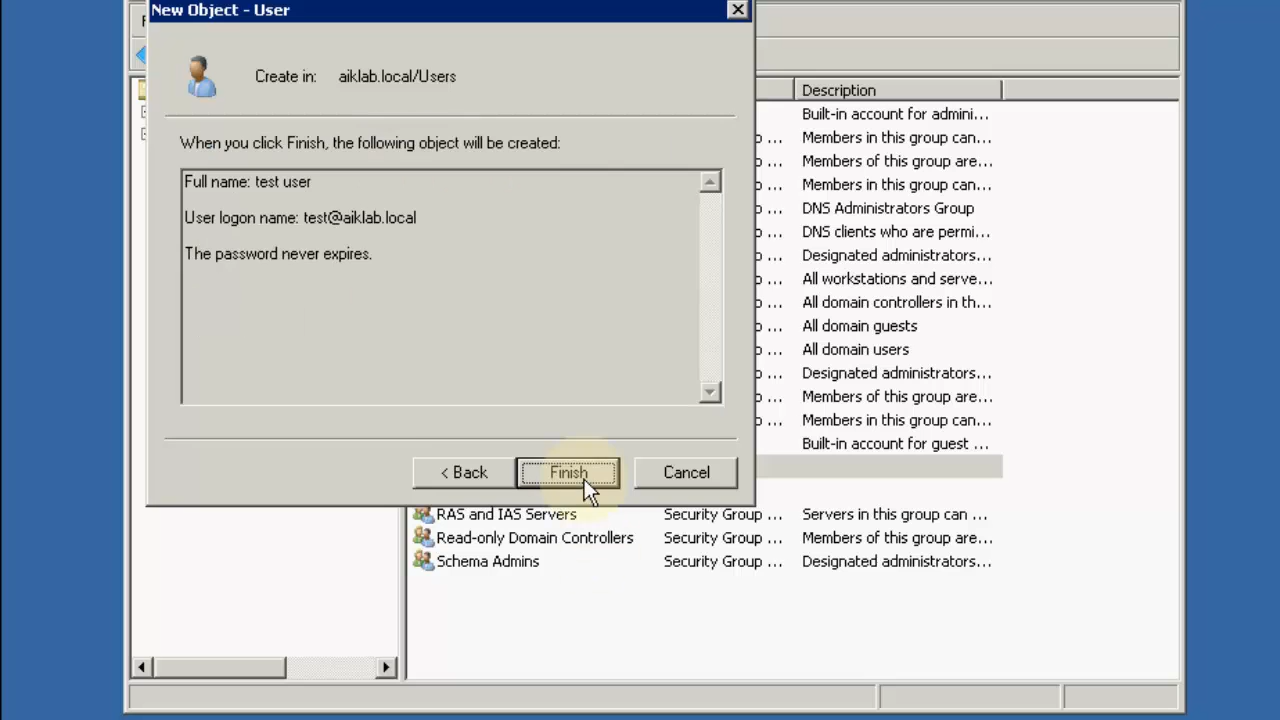 New Object - User
Create in: aiklab.local/Users
When you click Finish, the following object will be created:
Full name: test user
User logon name: test@aiklab.local
The password never expires.
< Back
Finish
Cancel
Description
Built-in account for admini...
... Members in this group can...
... Members of this group are...
... Members in this group can...
... DNS Administrators Group
... DNS clients who are permi...
... Designated administrators...
... All workstations and serve...
... All domain controllers in th...
... All domain guests
... All domain users
... Designated administrators...
... Members of this group are...
... Members in this group can...
Built-in account for guest ...
RAS and IAS Servers Security Group ... Servers in this group can ...
Read-only Domain Controllers Security Group ... Members of this group are...
Schema Admins Security Group ... Designated administrators...